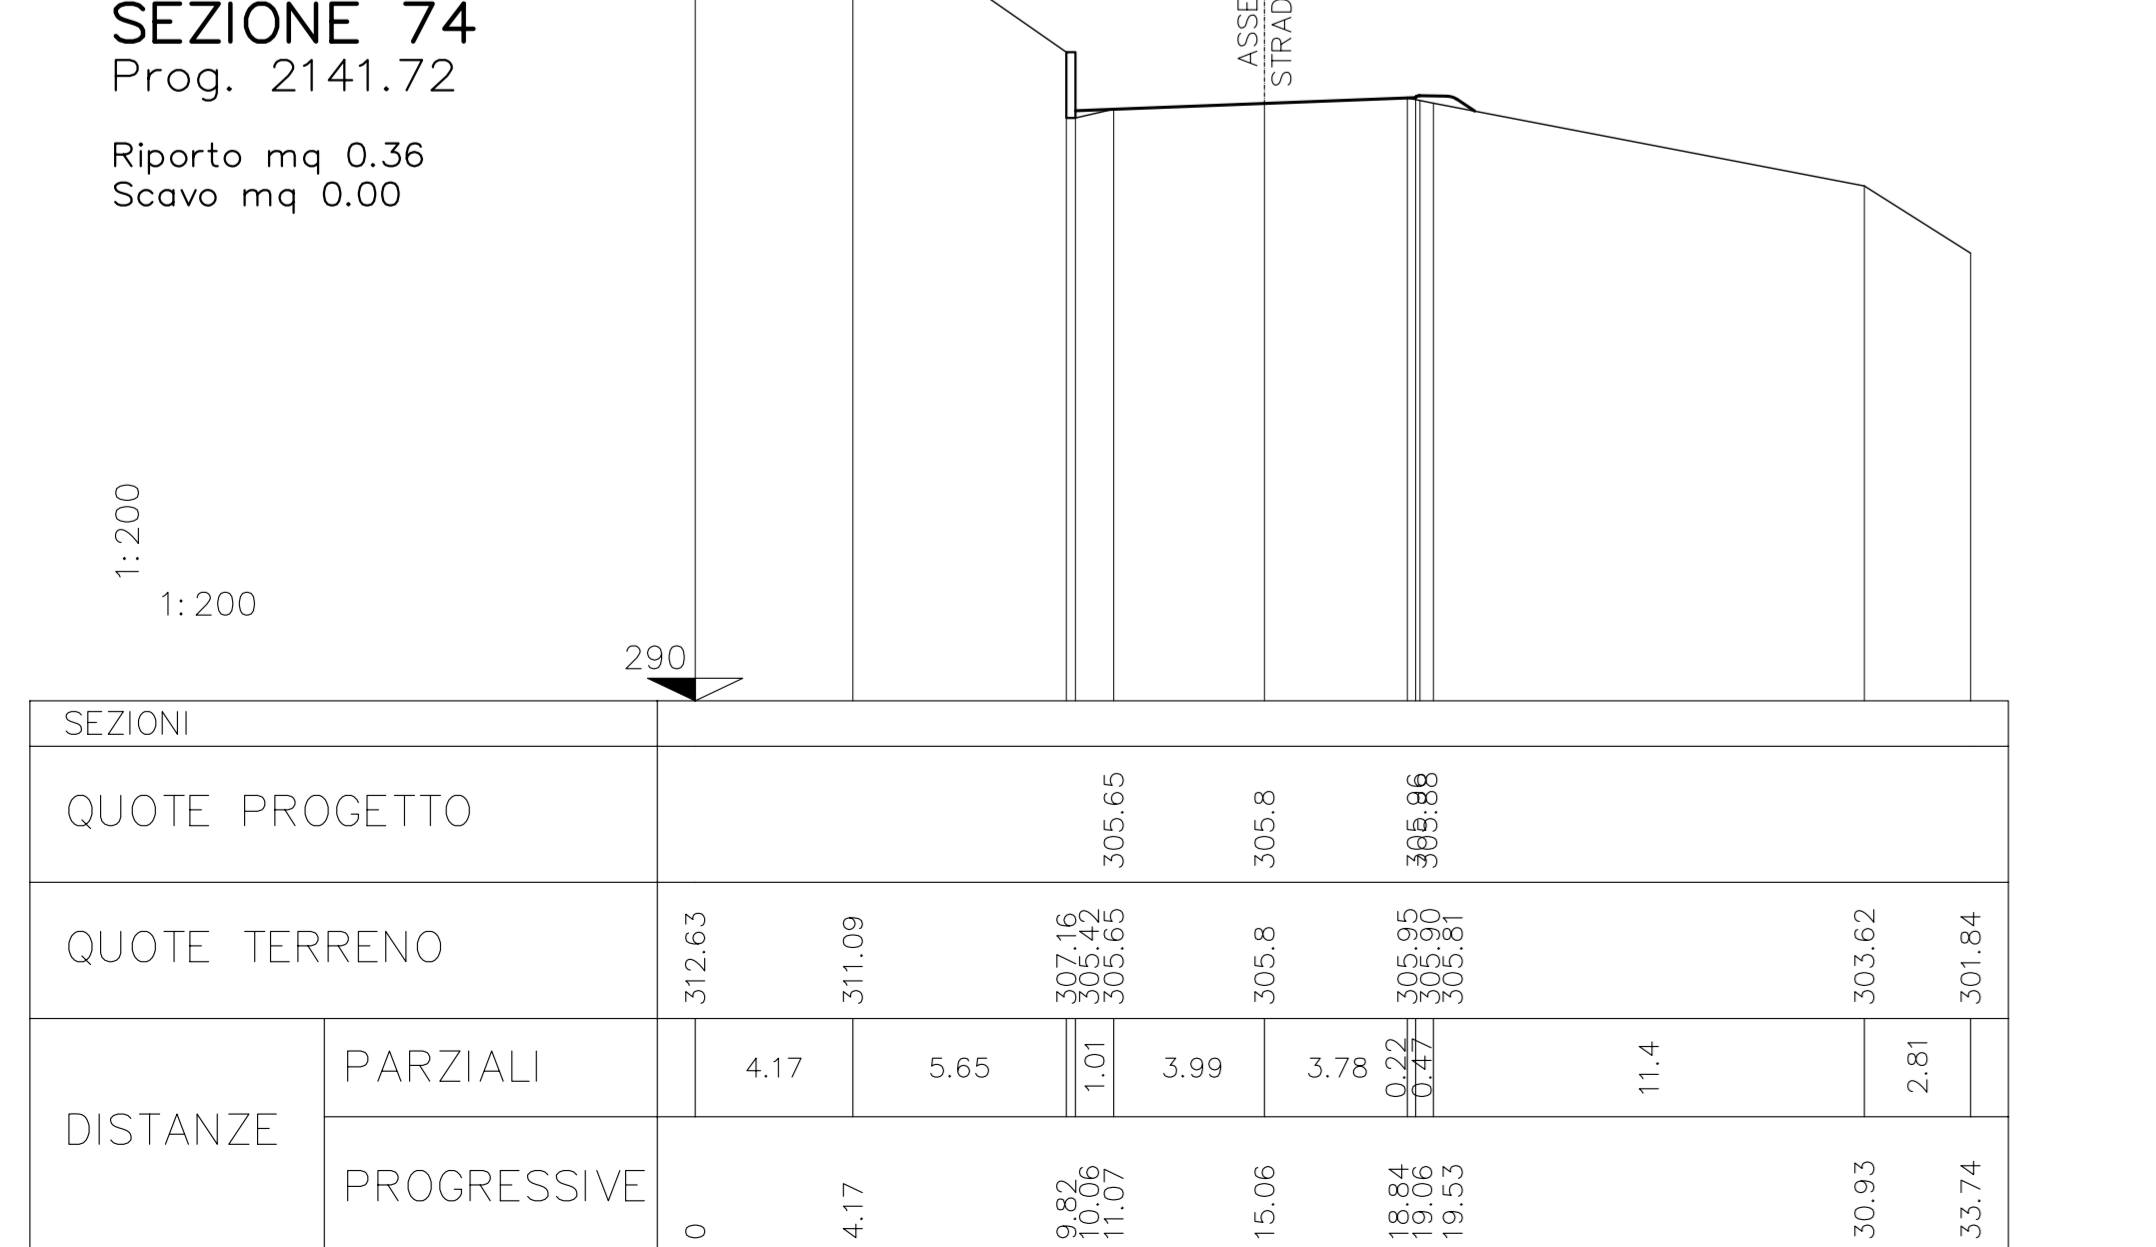 SEZIONE 74
Prog. 2141.72
Riporto mq 0.36
Scavo mq 0.00
ASSE
STRAD
1:200
1:200
290
SEZIONI
QUOTE PROGETTO
305.65 305.8 305.96 305.88
QUOTE TERRENO
312.63 311.09 307.16 305.42 305.65 305.8 305.95 305.90 305.81 303.62 301.84
DISTANZE
PARZIALI
4.17 5.65 1.01 3.99 3.78 0.22 0.47 11.4 2.81
PROGRESSIVE
0 4.17 9.82 10.06 11.07 15.06 18.84 19.06 19.53 30.93 33.74